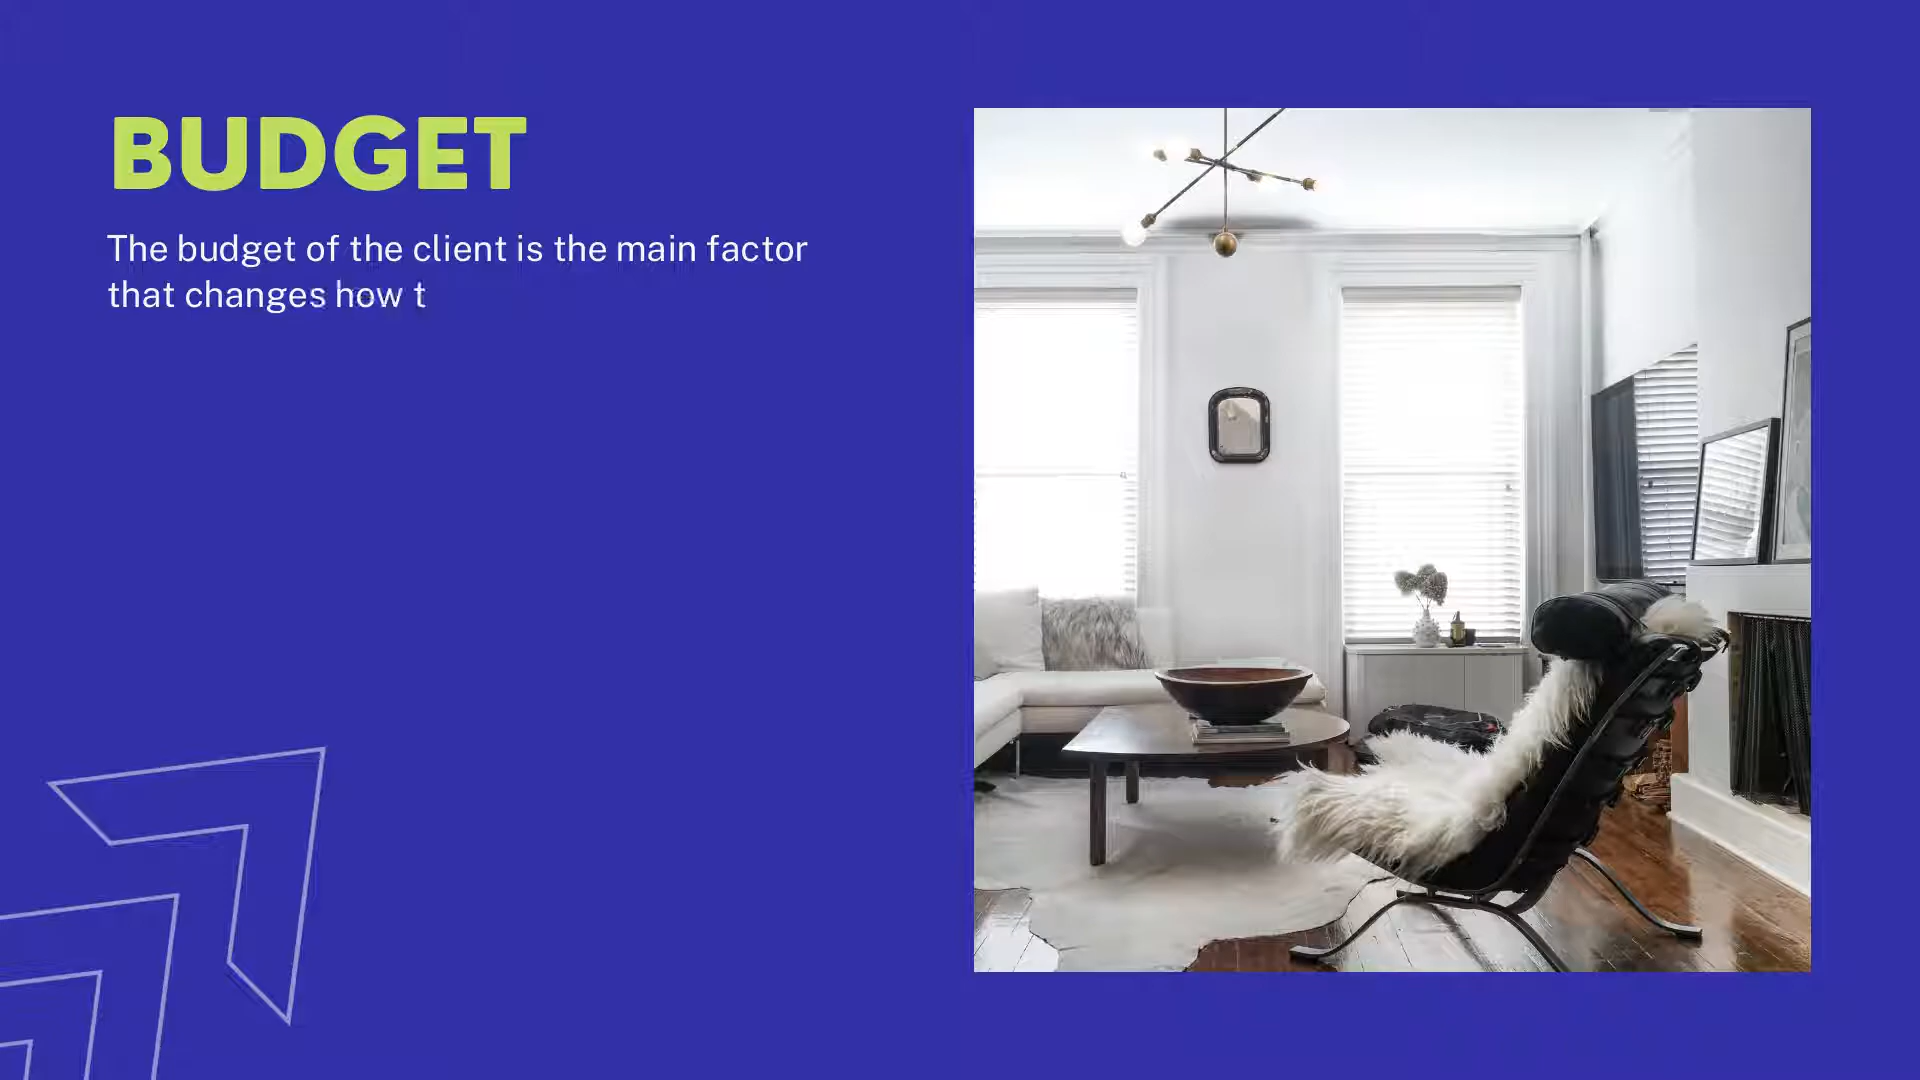 BUDGET
The budget of the client is the main factor
that changes how t